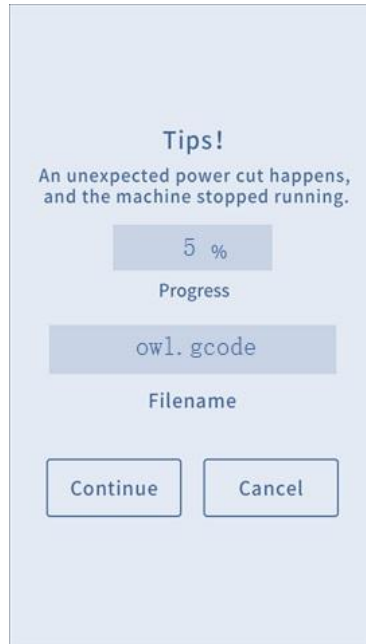 Tips!
An unexpected power cut happens,
and the machine stopped running.
5 %
Progress
owl.gcode
Filename
Continue Cancel